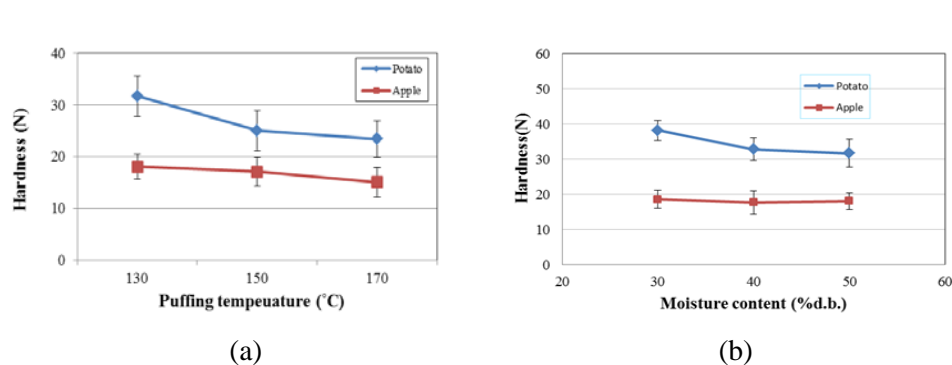 40
30
20
10
0
Hardness (N)
Potato
Apple
130 150 170
Puffing tempeuature (˚C)
(a)
60
50
40
30
20
10
0
Hardness(N)
Potato
Apple
20 30 40 50 60
Moisture content (%d.b.)
(b)